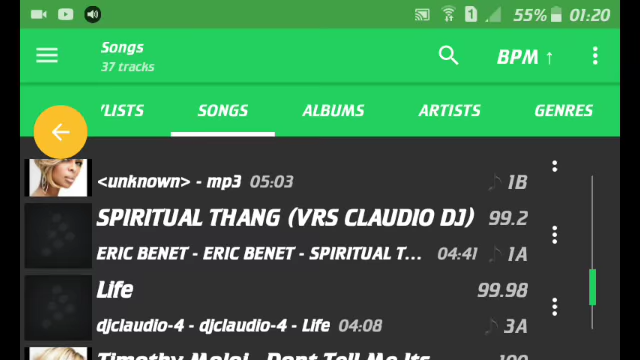 1 55% 01:20
Songs
37 tracks
BPM ↑
YLISTS SONGS ALBUMS ARTISTS GENRES
<unknown> - mp3 05:03 1B
SPIRITUAL THANG (VRS CLAUDIO DJ) 99.2
ERIC BENET - ERIC BENET - SPIRITUAL T... 04:41 1A
Life 99.98
djclaudio-4 - djclaudio-4 - Life 04:08 3A